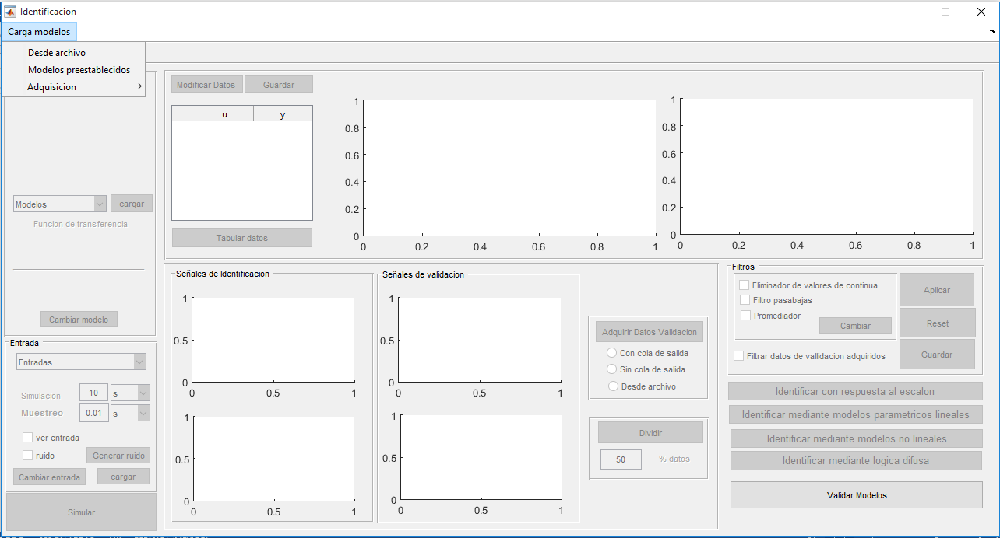 Identificacion
Carga modelos
Desde archivo
Modelos preestablecidos
Adquisicion
Modelos
cargar
Funcion de transferencia
Cambiar modelo
Entrada
Entradas
Simulacion 10 s
Muestreo 0.01 s
ver entrada
ruido Generar ruido
Cambiar entrada cargar
Simular
Modificar Datos Guardar
u y
Tabular datos
1
0.8
0.6
0.4
0.2
0
0 0.2 0.4 0.6 0.8 1
1
0.8
0.6
0.4
0.2
0
0 0.2 0.4 0.6 0.8 1
Señales de Identificacion
1
0.5
0
0 0.5 1
1
0.5
0
0 0.5 1
Señales de validacion
1
0.5
0
0 0.5 1
1
0.5
0
0 0.5 1
Adquirir Datos Validacion
Con cola de salida
Sin cola de salida
Desde archivo
Dividir
50 % datos
Filtros
Eliminador de valores de continua
Filtro pasabajas
Promediador
Cambiar
Filtrar datos de vallidacion adquiridos
Aplicar
Reset
Guardar
Identificar con respuesta al escalon
Identificar mediante modelos parametricos lineales
Identificar mediante modelos no lineales
Identificar mediante logica difusa
Validar Modelos